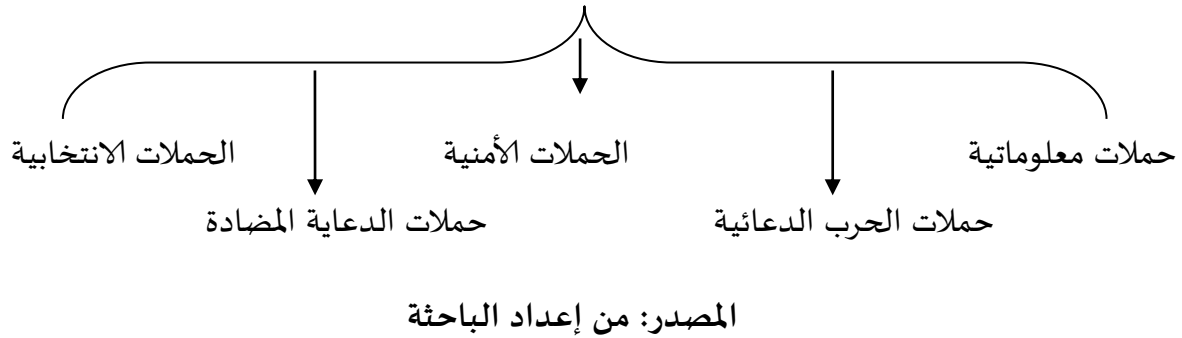 حملات معلوماتية الحملات الأمنية الحملات الانتخابية
حملات الحرب الدعائية حملات الدعاية المضادة
المصدر: من إعداد الباحثة